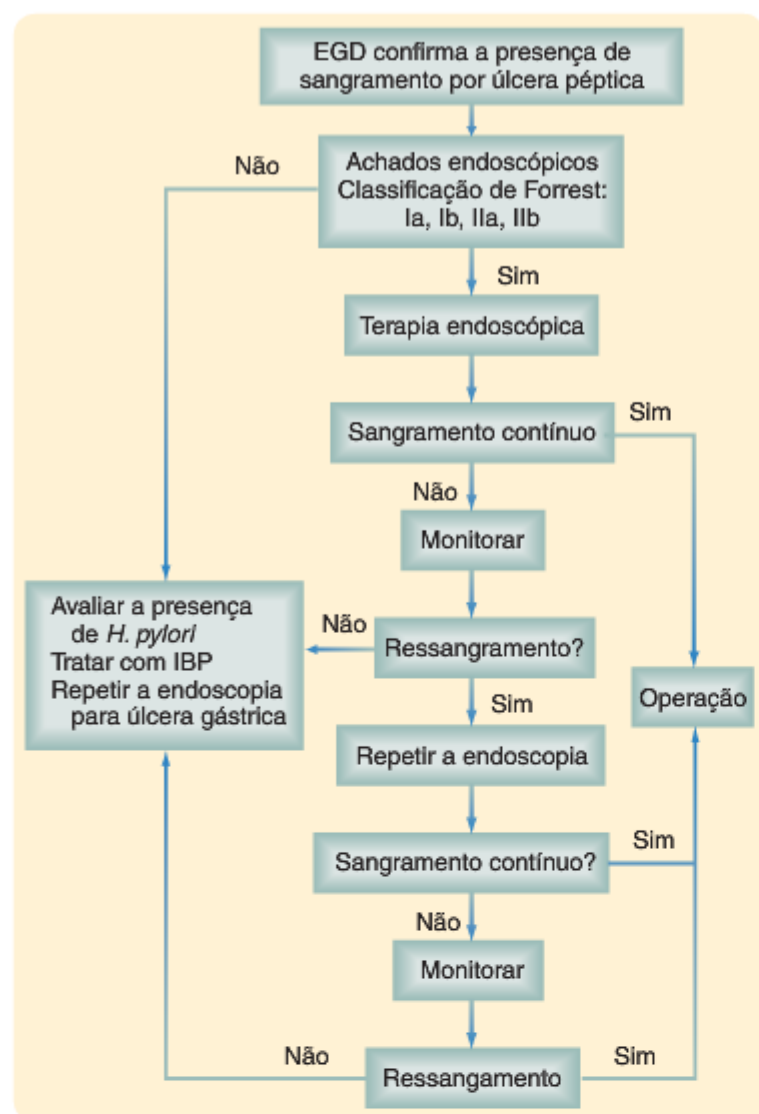 EGD confirma a presença de
sangramento por úlcera péptica
Não
Achados endoscópicos
Classificação de Forrest:
Ia, Ib, IIa, IIb
Sim
Terapia endoscópica
Sangramento contínuo
Sim
Não
Monitorar
Avaliar a presença
de H. pylori
Tratar com IBP
Repetir a endoscopia
para úlcera gástrica
Não
Ressangramento?
Operação
Sim
Repetir a endoscopia
Sangramento contínuo?
Sim
Não
Monitorar
Não
Ressangamento
Sim